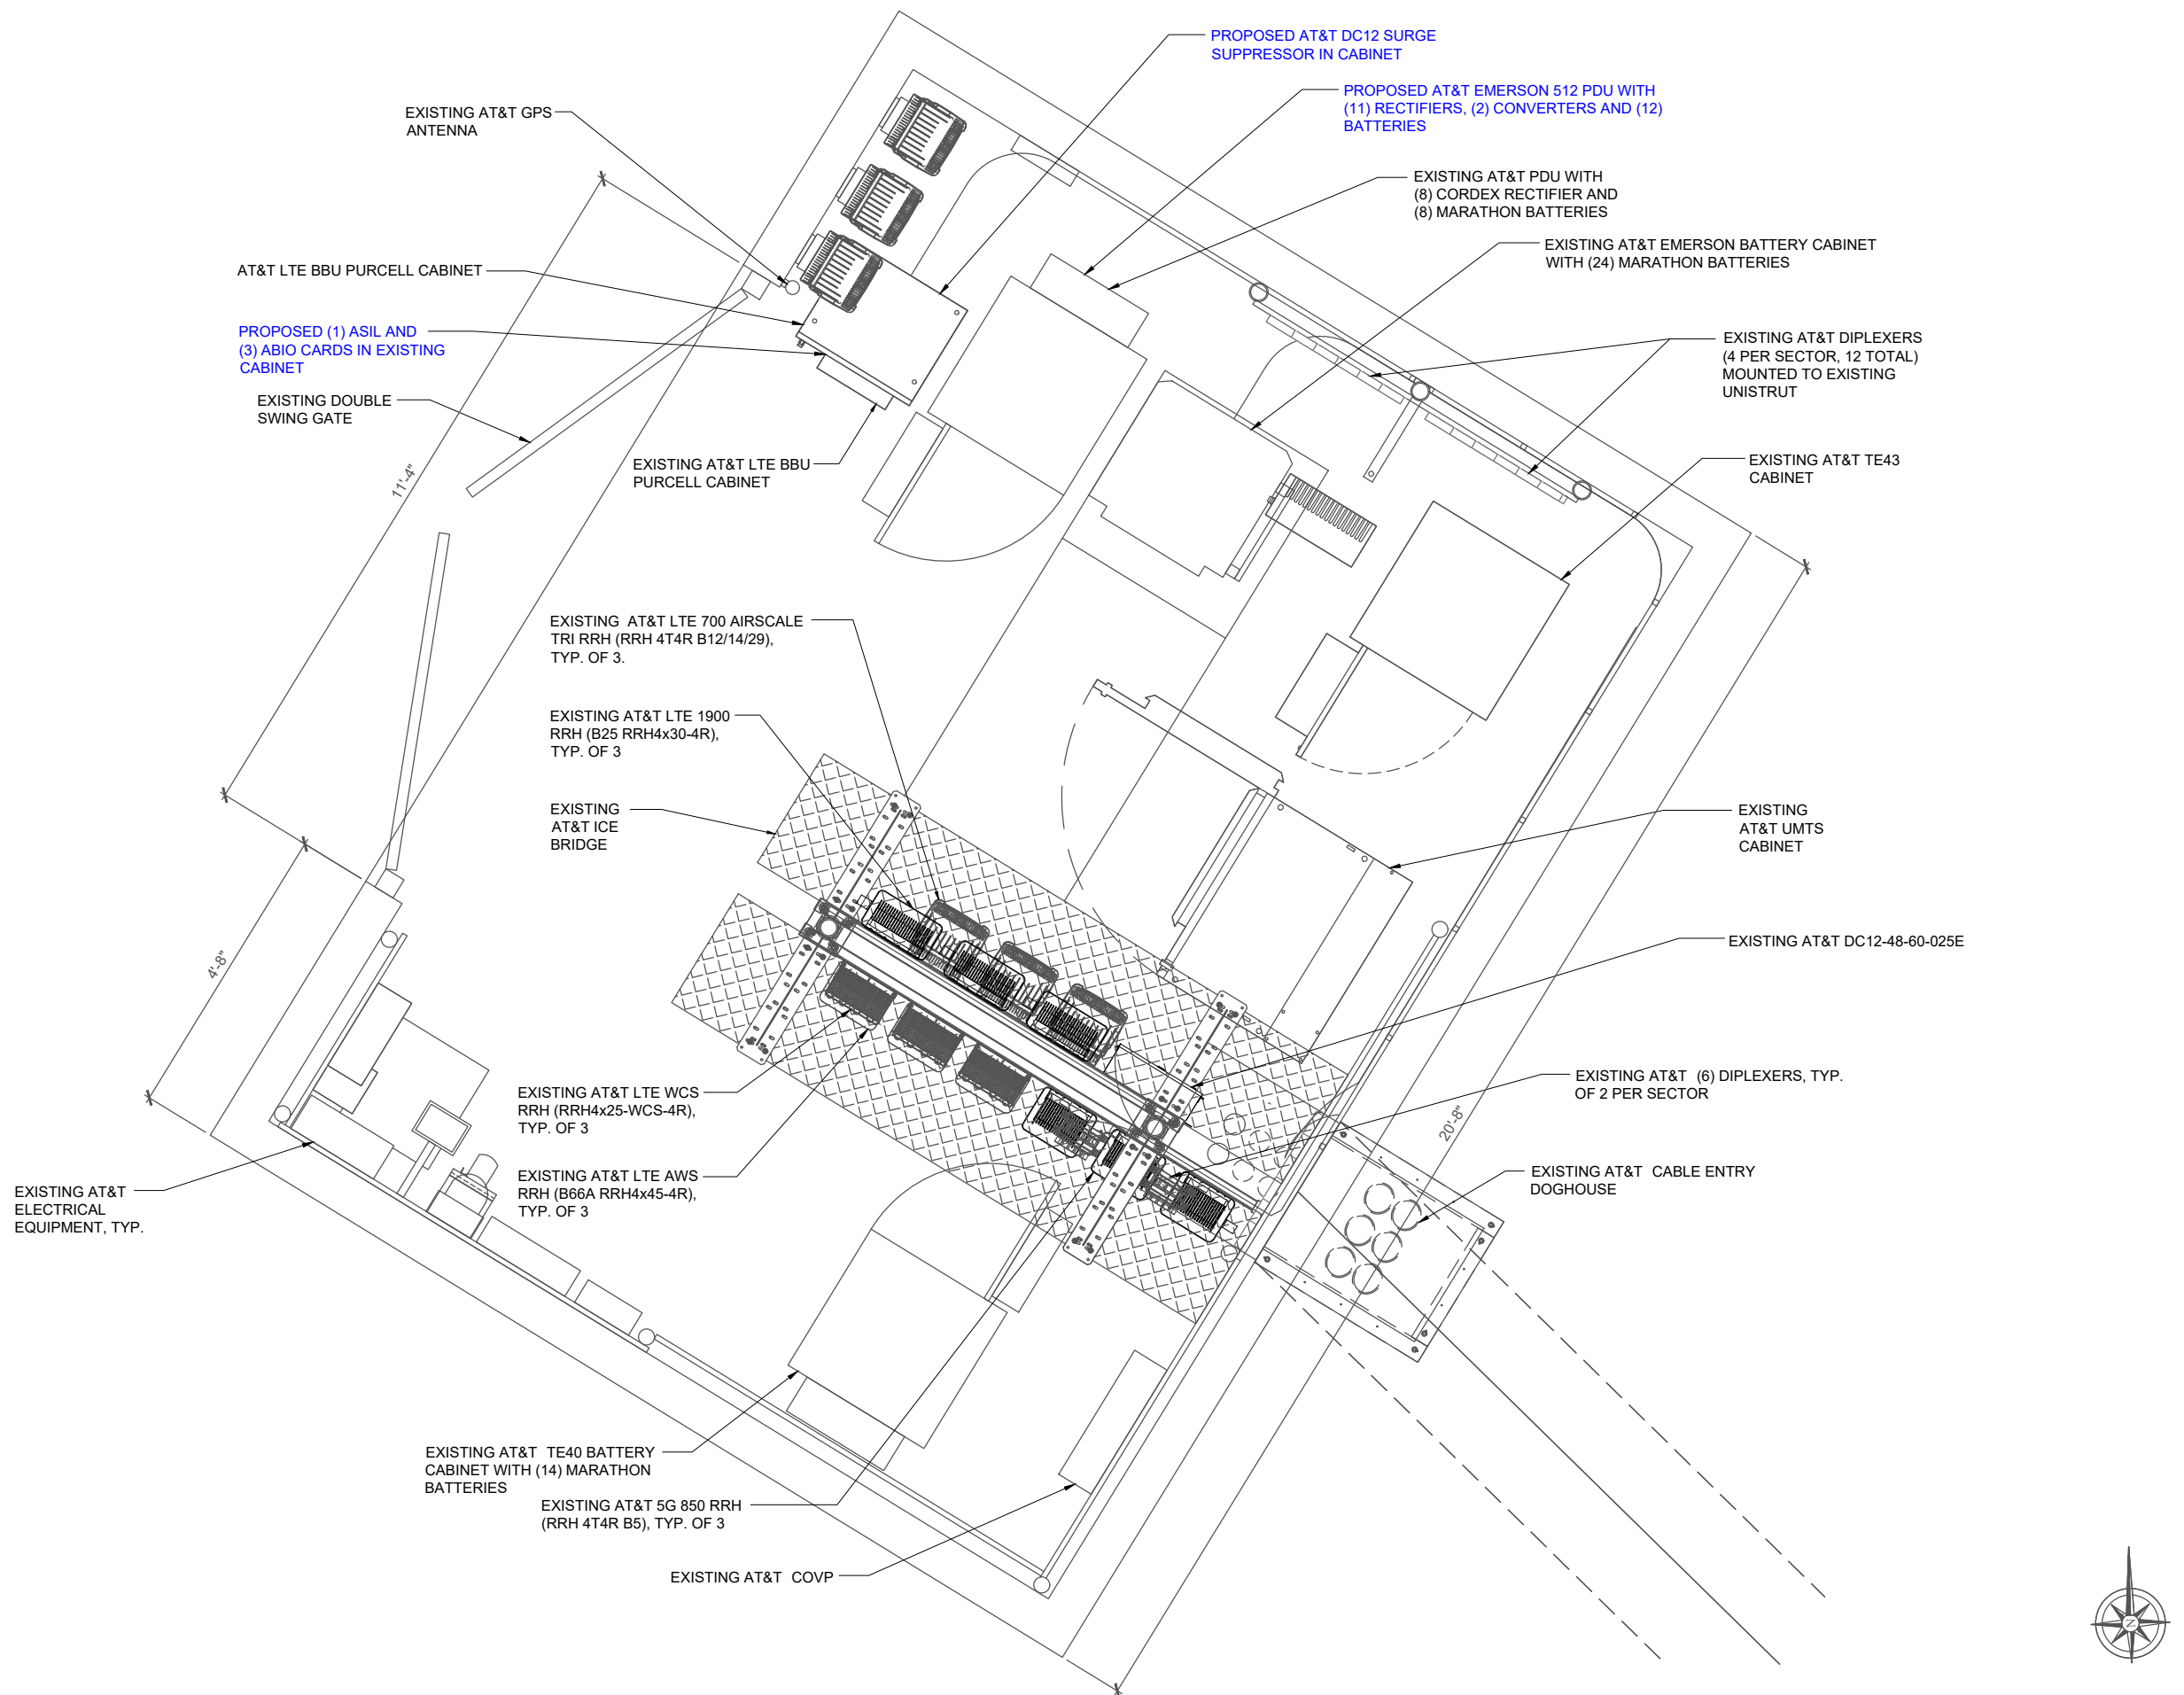 PROPOSED AT&T DC12 SURGE
SUPPRESSOR IN CABINET
PROPOSED AT&T EMERSON 512 PDU WITH
(11) RECTIFIERS, (2) CONVERTERS AND (12)
BATTERIES
EXISTING AT&T GPS
ANTENNA
EXISTING AT&T PDU WITH
(8) CORDEX RECTIFIER AND
(8) MARATHON BATTERIES
EXISTING AT&T EMERSON BATTERY CABINET
WITH (24) MARATHON BATTERIES
AT&T LTE BBU PURCELL CABINET
PROPOSED (1) ASIL AND
(3) ABIO CARDS IN EXISTING
CABINET
EXISTING AT&T DIPLEXERS
(4 PER SECTOR, 12 TOTAL)
MOUNTED TO EXISTING
UNISTRUT
EXISTING DOUBLE
SWING GATE
EXISTING AT&T LTE BBU
PURCELL CABINET
EXISTING AT&T TE43
CABINET
11'-4"
EXISTING AT&T LTE 700 AIRSCALE
TRI RRH (RRH 4T4R B12/14/29),
TYP. OF 3.
EXISTING AT&T LTE 1900
RRH (B25 RRH4x30-4R),
TYP. OF 3
EXISTING
AT&T ICE
BRIDGE
EXISTING
AT&T UMTS
CABINET
4'-8"
EXISTING AT&T DC12-48-60-025E
EXISTING AT&T LTE WCS
RRH (RRH4x25-WCS-4R),
TYP. OF 3
EXISTING AT&T (6) DIPLEXERS, TYP.
OF 2 PER SECTOR
20'-8"
EXISTING AT&T LTE AWS
RRH (B66A RRH4x45-4R),
TYP. OF 3
EXISTING AT&T CABLE ENTRY
DOGHOUSE
EXISTING AT&T
ELECTRICAL
EQUIPMENT, TYP.
EXISTING AT&T TE40 BATTERY
CABINET WITH (14) MARATHON
BATTERIES
EXISTING AT&T 5G 850 RRH
(RRH 4T4R B5), TYP. OF 3
EXISTING AT&T COVP
N